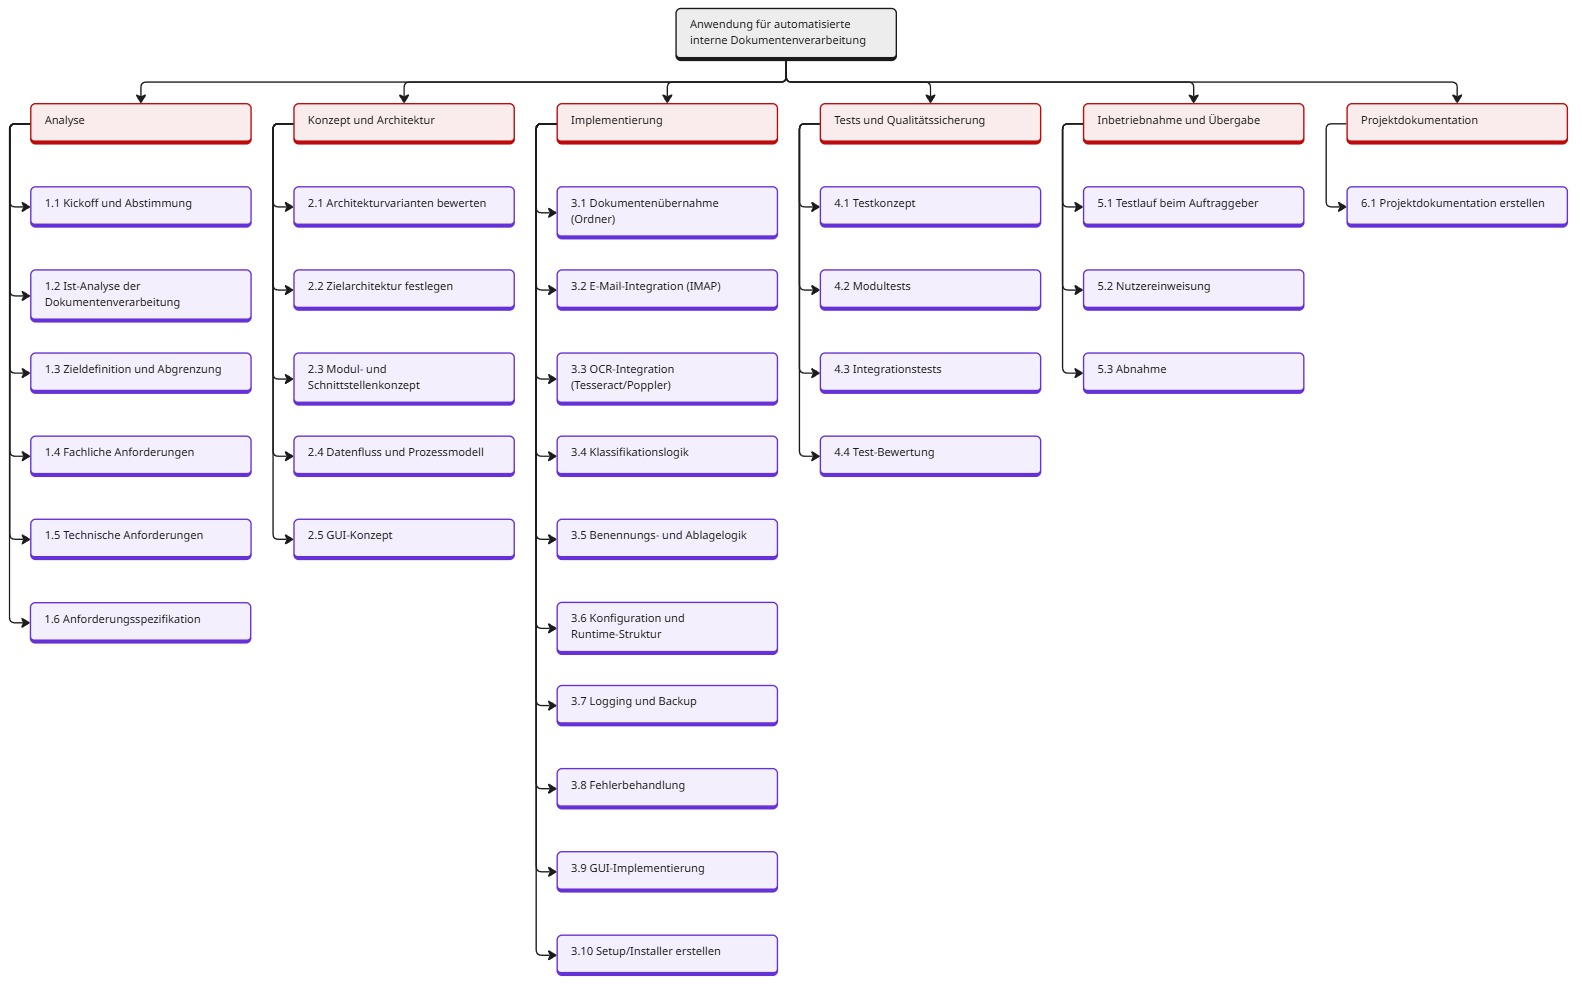 Anwendung für automatisierte
interne Dokumentenverarbeitung
Analyse
1.1 Kickoff und Abstimmung
1.2 Ist-Analyse der
Dokumentenverarbeitung
1.3 Zieldefinition und Abgrenzung
1.4 Fachliche Anforderungen
1.5 Technische Anforderungen
1.6 Anforderungsspezifikation
Konzept und Architektur
2.1 Architekturvarianten bewerten
2.2 Zielarchitektur festlegen
2.3 Modul- und
Schnittstellenkonzept
2.4 Datenfluss und Prozessmodell
2.5 GUI-Konzept
Implementierung
3.1 Dokumentenübernahme
(Ordner)
3.2 E-Mail-Integration (IMAP)
3.3 OCR-Integration
(Tesseract/Poppler)
3.4 Klassifikationslogik
3.5 Benennungs- und Ablagelogik
3.6 Konfiguration und
Runtime-Struktur
3.7 Logging und Backup
3.8 Fehlerbehandlung
3.9 GUI-Implementierung
3.10 Setup/Installer erstellen
Tests und Qualitätssicherung
4.1 Testkonzept
4.2 Modultests
4.3 Integrationstests
4.4 Test-Bewertung
Inbetriebnahme und Übergabe
5.1 Testlauf beim Auftraggeber
5.2 Nutzereinweisung
5.3 Abnahme
Projektdokumentation
6.1 Projektdokumentation erstellen